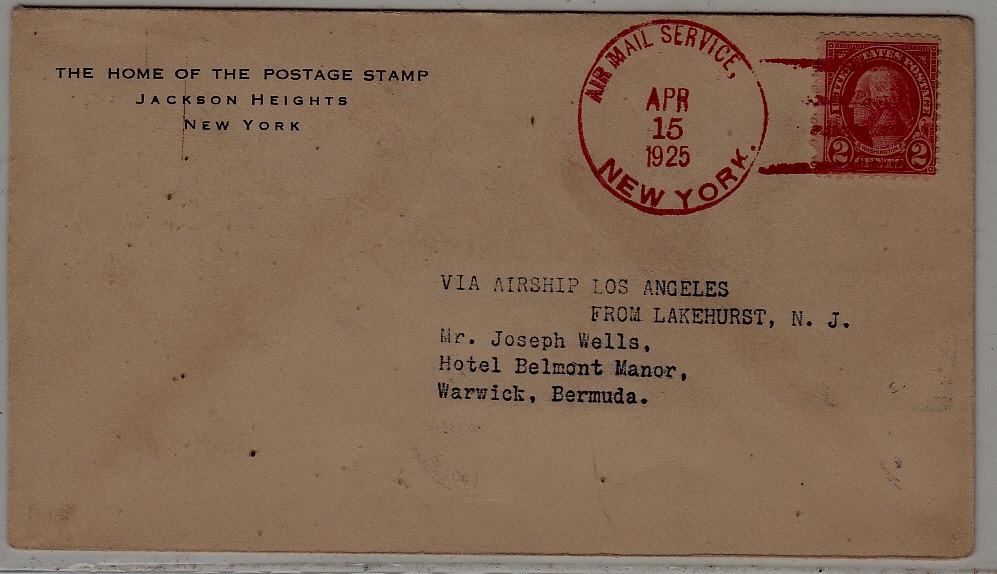 THE HOME OF THE POSTAGE STAMP
JACKSON HEIGHTS
NEW YORK
AIR MAIL SERVICE,
APR
15
1925
NEW YORK.
UNITED STATES POSTAGE
WASHINGTON
2 2
VIA AIRSHIP LOS ANGELES
FROM LAKEHURST, N. J.
Mr. Joseph Wells,
Hotel Belmont Manor,
Warwick, Bermuda.